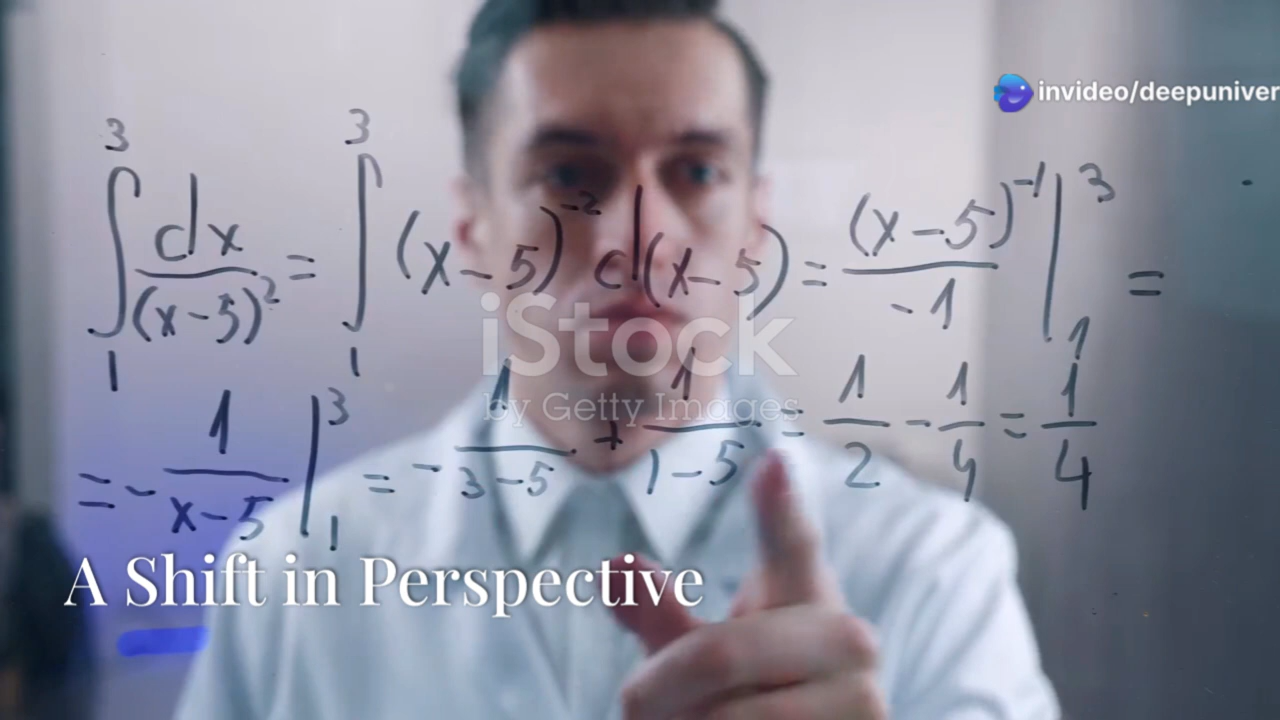 invideo/deepuniver
∫₁³ dx/(x-5)² = ∫₁³ (x-5)⁻² d(x-5) = (x-5)⁻¹/-1 |₁³ =
= - 1/(x-5) |₁³ = - 1/(3-5) + 1/(1-5) = 1/2 - 1/4 = 1/4
iStock
by Getty Images
A Shift in Perspective